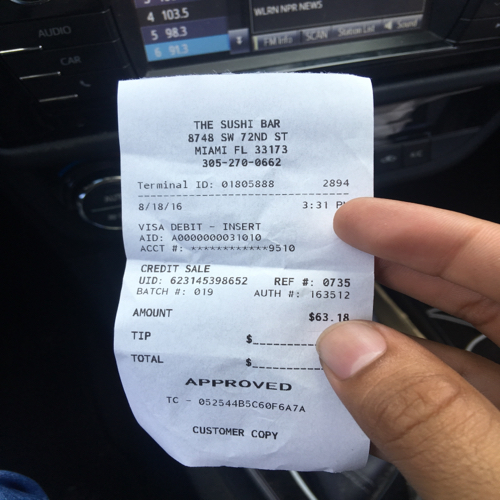 4 103.5
5 98.3
6 91.3
WLRN NPR NEWS
FM Info SCAN Station List Sound
AUDIO
CAR
THE SUSHI BAR
8748 SW 72ND ST
MIAMI FL 33173
305-270-0662
Terminal ID: 01805888 2894
8/18/16 3:31
VISA DEBIT - INSERT
AID: A0000000031010
ACCT #: ************9510
CREDIT SALE
UID: 623145398652 REF #: 0735
BATCH #: 019 AUTH #: 163512
AMOUNT $63.18
TIP $
TOTAL $
APPROVED
TC - 052544B5C60F6A7A
CUSTOMER COPY